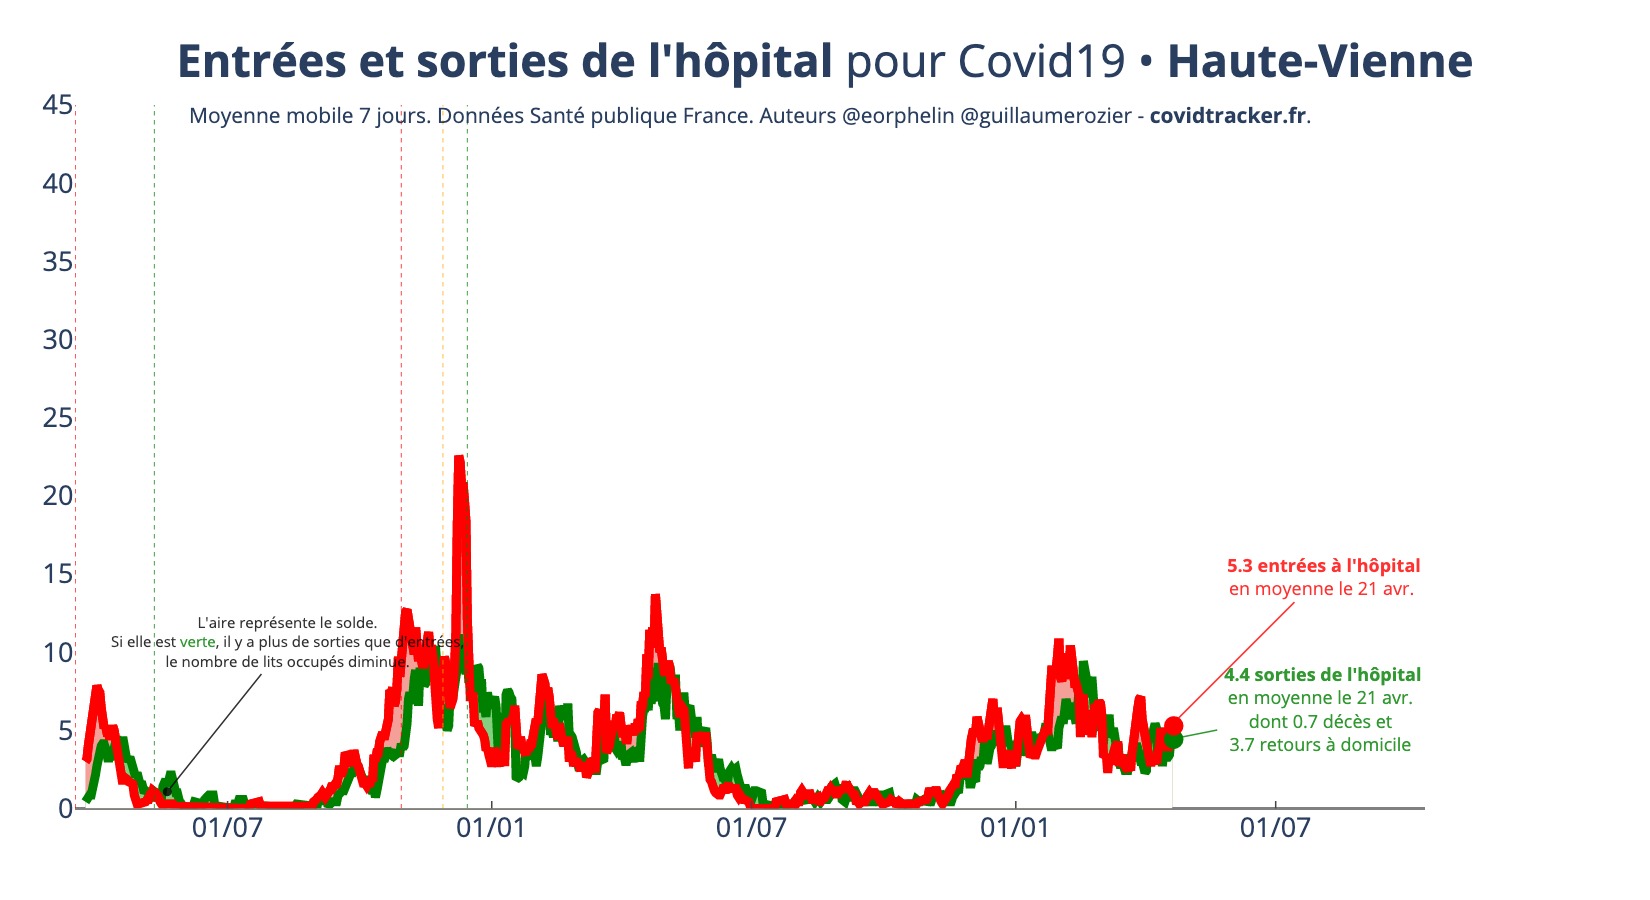 Entrées et sorties de l'hôpital pour Covid19 • Haute-Vienne
Moyenne mobile 7 jours. Données Santé publique France. Auteurs @eorphelin @guillaumerozier - covidtracker.fr.
45
40
35
30
25
20
15
10
5
0
L'aire représente le solde.
Si elle est verte, il y a plus de sorties que d'entrées,
le nombre de lits occupés diminue.
5.3 entrées à l'hôpital
en moyenne le 21 avr.
4.4 sorties de l'hôpital
en moyenne le 21 avr.
dont 0.7 décès et
3.7 retours à domicile
01/07 01/01 01/07 01/01 01/07